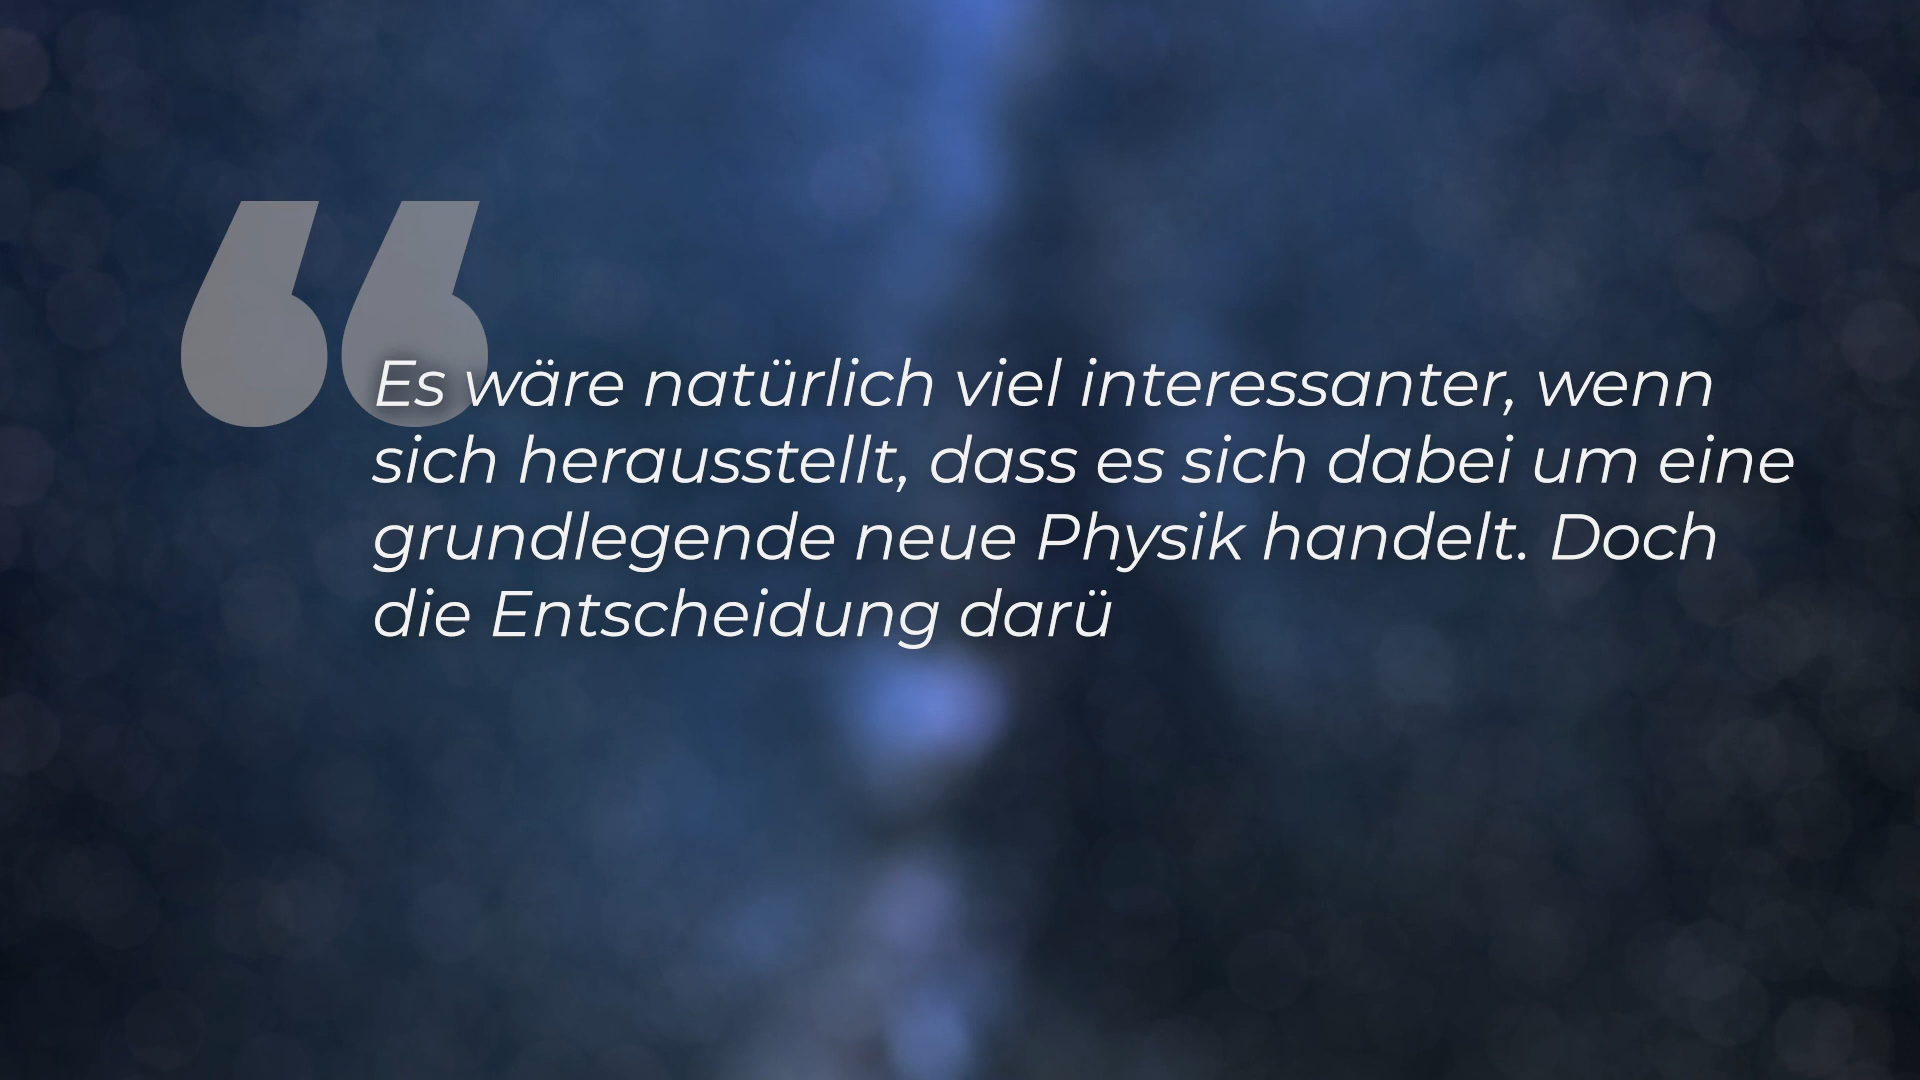 “
Es wäre natürlich viel interessanter, wenn
sich herausstellt, dass es sich dabei um eine
grundlegende neue Physik handelt. Doch
die Entscheidung darü